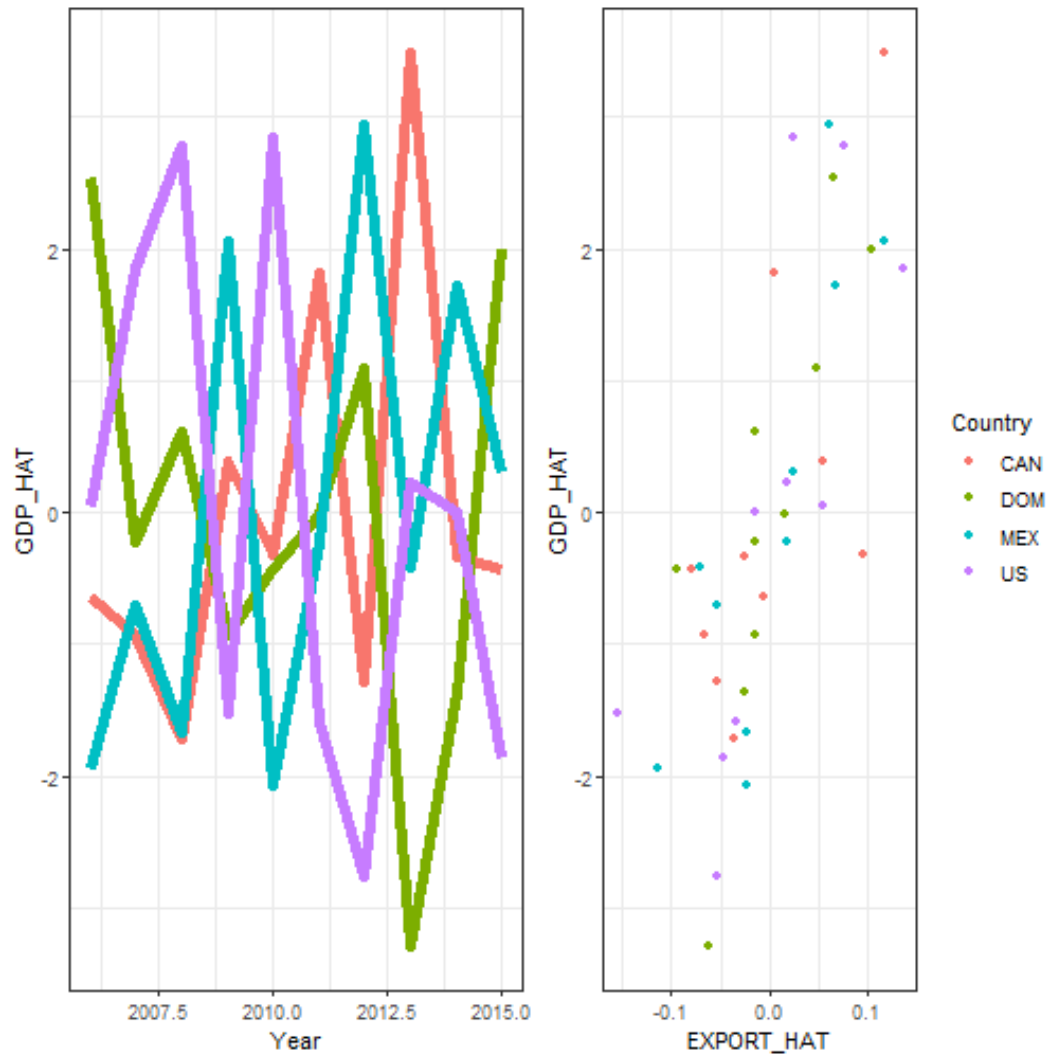 GDP_HAT
2
0
-2
2007.5
2010.0
2012.5
2015.0
Year
GDP_HAT
2
0
-2
-0.1
0.0
0.1
EXPORT_HAT
Country
CAN
DOM
MEX
US